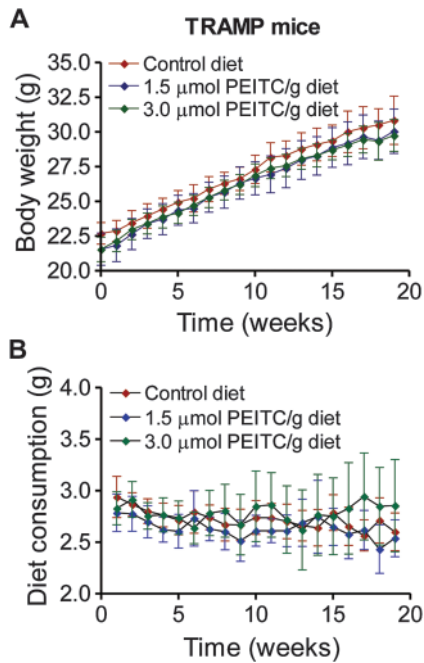 A
TRAMP mice
Body weight (g)
35.0
32.5
30.0
27.5
25.0
22.5
20.0
Control diet
1.5 μmol PEITC/g diet
3.0 μmol PEITC/g diet
0
5
10
15
20
Time (weeks)
B
Diet consumption (g)
4.0
3.5
3.0
2.5
2.0
Control diet
1.5 μmol PEITC/g diet
3.0 μmol PEITC/g diet
0
5
10
15
20
Time (weeks)